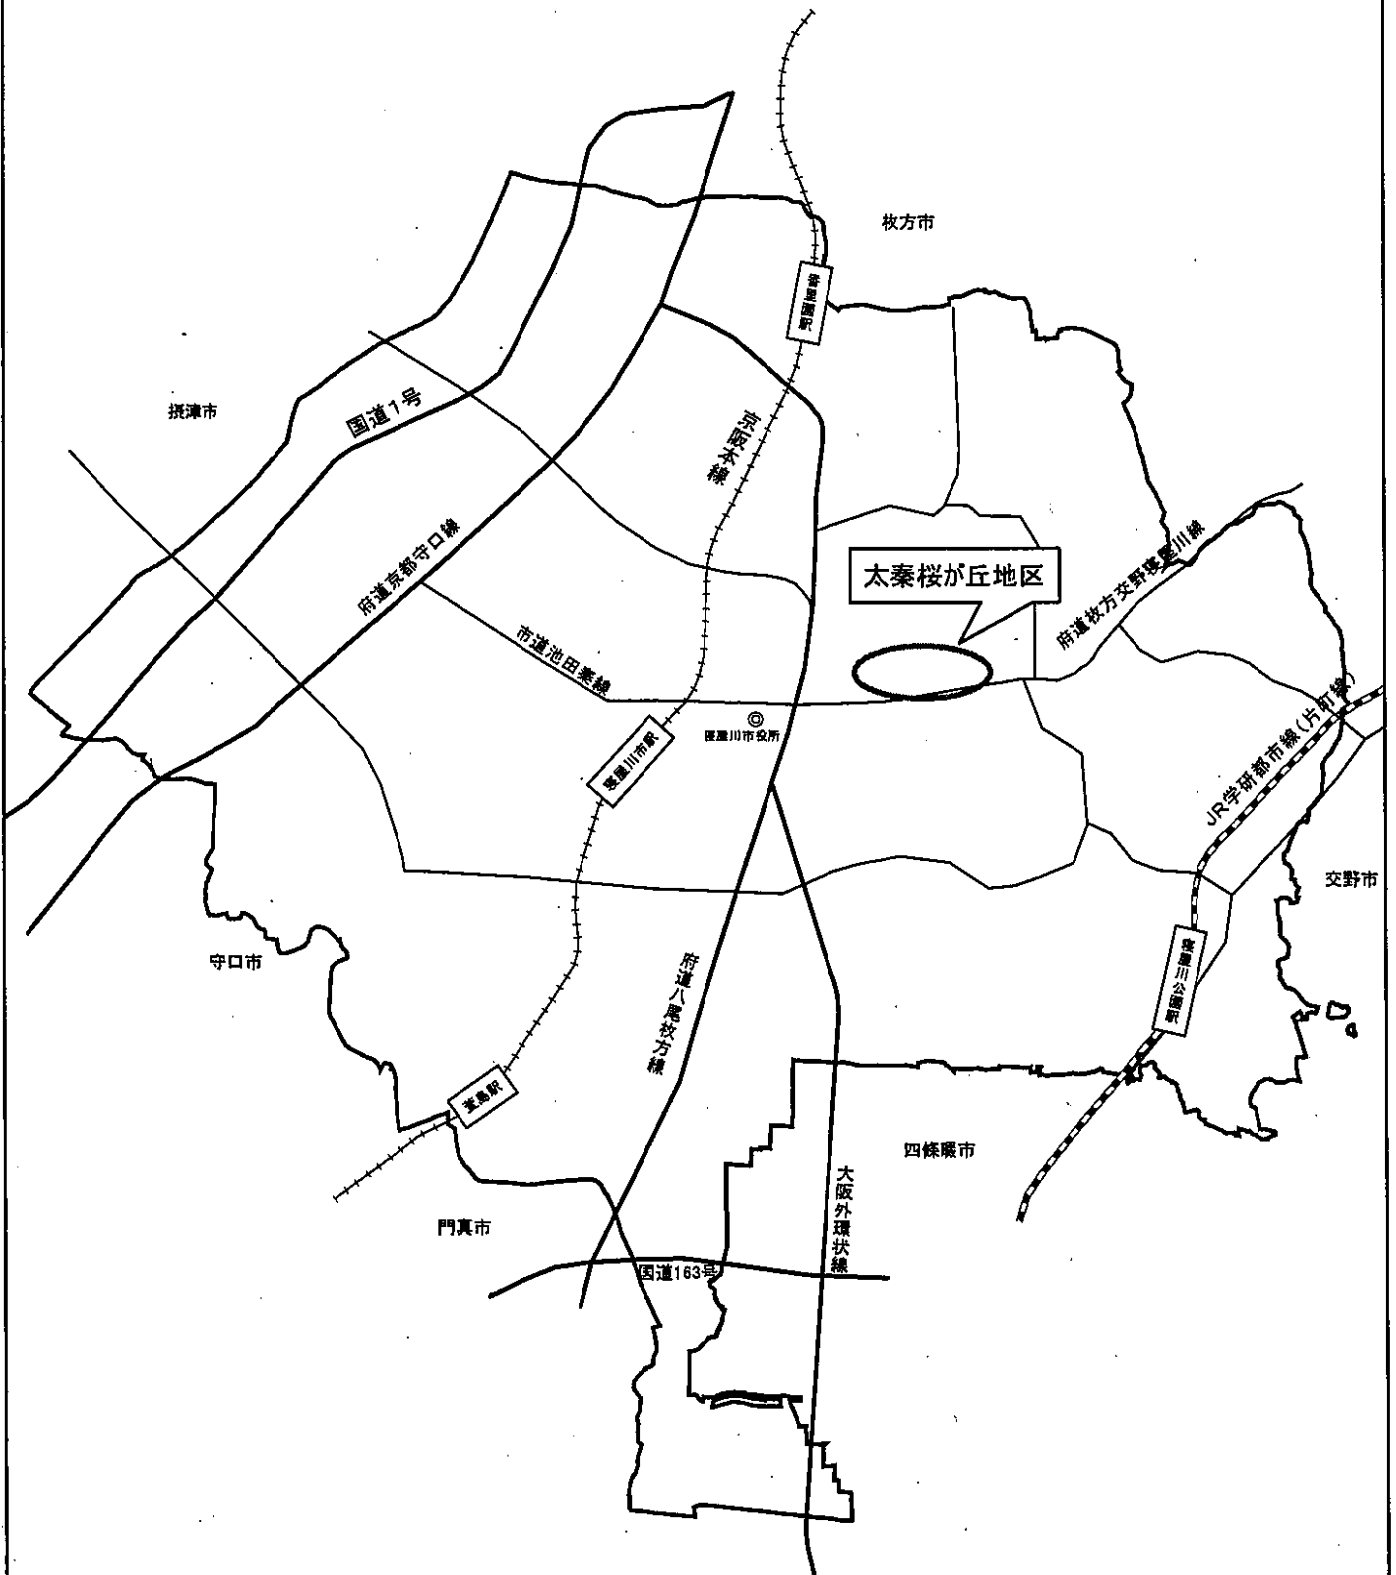 枚方市
香里園駅
摂津市
国道1号
京阪本線
府道京都守口線
太秦桜が丘地区
府道枚方交野寝屋川線
市道池田秦線
寝屋川市役所
寝屋川市駅
JR学研都市線(片町線)
交野市
守口市
寝屋川公園駅
府道八尾枚方線
萱島駅
四條畷市
大阪外環状線
門真市
国道163号